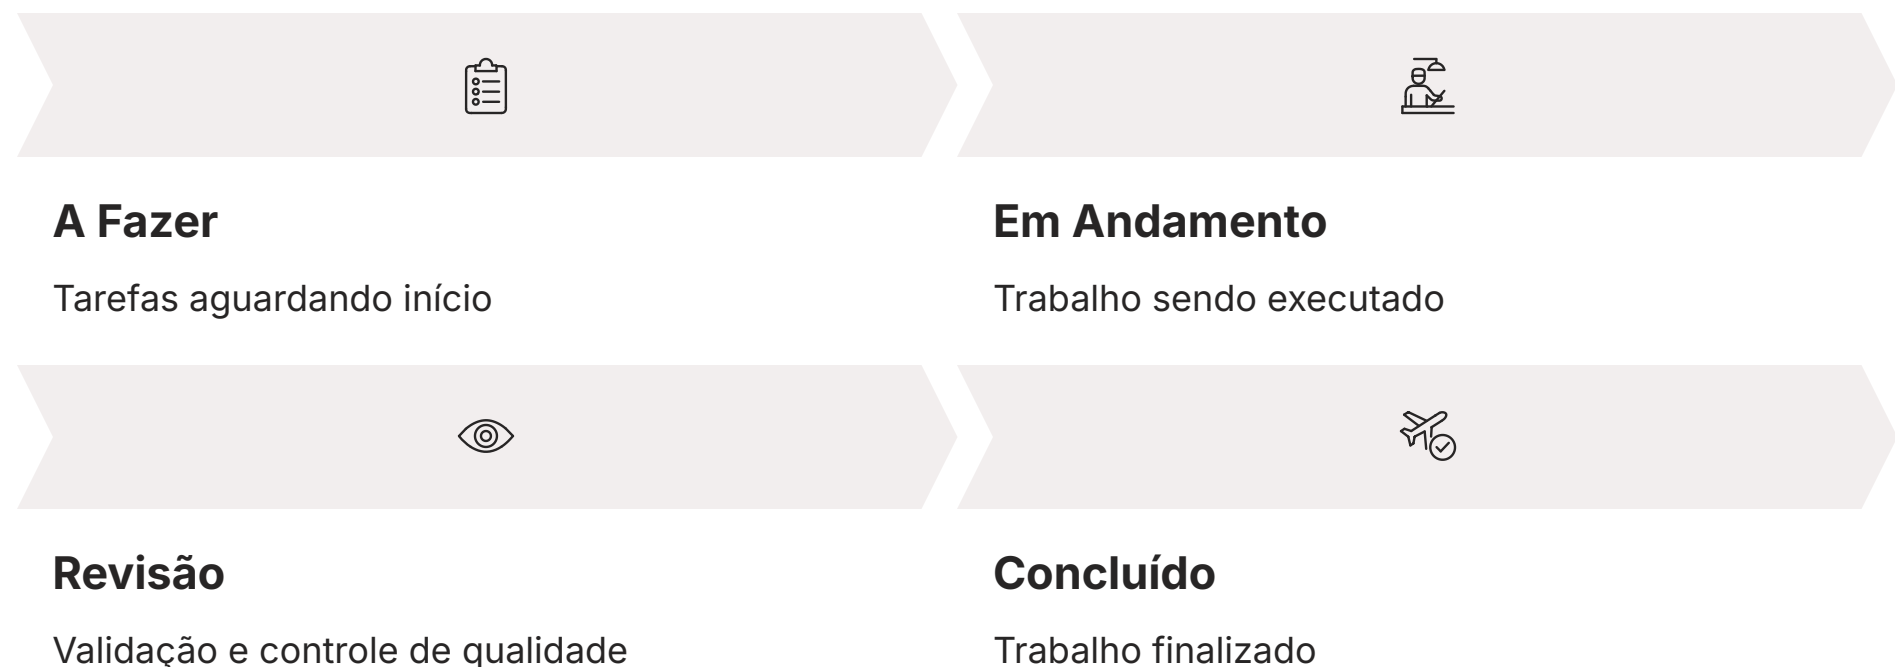 A Fazer
Tarefas aguardando início
Em Andamento
Trabalho sendo executado
Revisão
Validação e controle de qualidade
Concluído
Trabalho finalizado